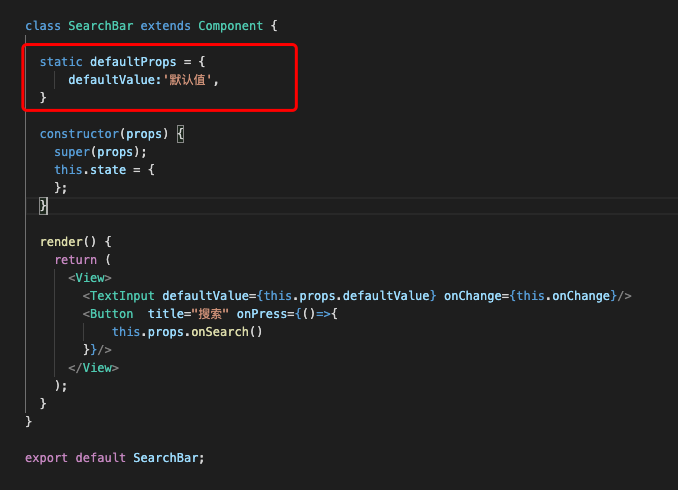 class SearchBar extends Component {
static defaultProps = {
defaultValue:'默认值',
}
constructor(props) {
super(props);
this.state = {
};
}
render() {
return (
<View>
<TextInput defaultValue={this.props.defaultValue} onChange={this.onChange}/>
<Button  title="搜索" onPress={()=>{
this.props.onSearch()
}}/>
</View>
);
}
}
export default SearchBar;